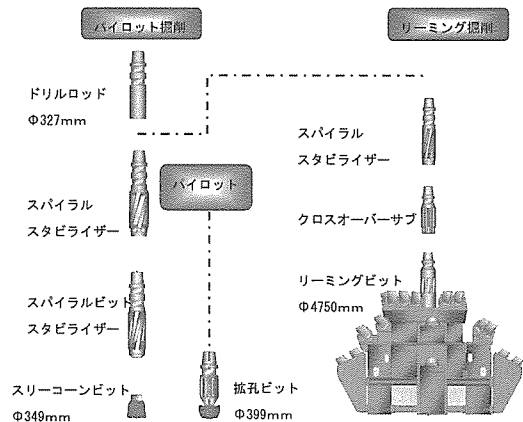 パイロット掘削
リーミング掘削
ドリルロッド
Φ327mm
スパイラル
スタビライザー
パイロット
スパイラル
スタビライザー
クロスオーバーサブ
スパイラルビット
スタビライザー
リーミングビット
Φ4750mm
スリーコーンビット
Φ349mm
拡孔ビット
Φ399mm